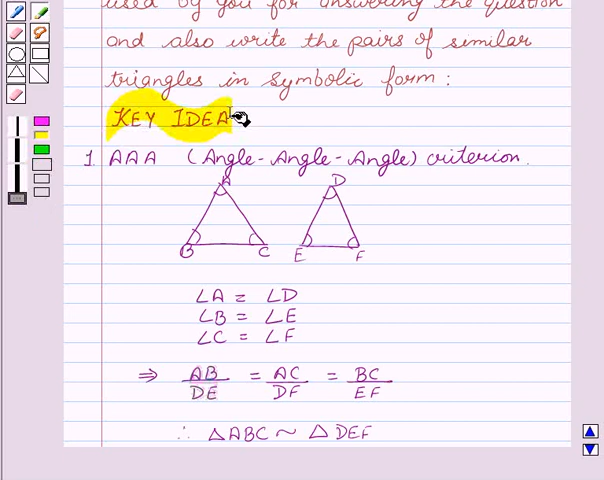 used by you for answering the question
and also write the pairs of similar
triangles in symbolic form :
KEY IDEA
1. AAA (Angle-Angle-Angle) criterion.
A D
B C E F
∠A = ∠D
∠B = ∠E
∠C = ∠F
⇒ AB/DE = AC/DF = BC/EF
∴ △ABC ~ △DEF